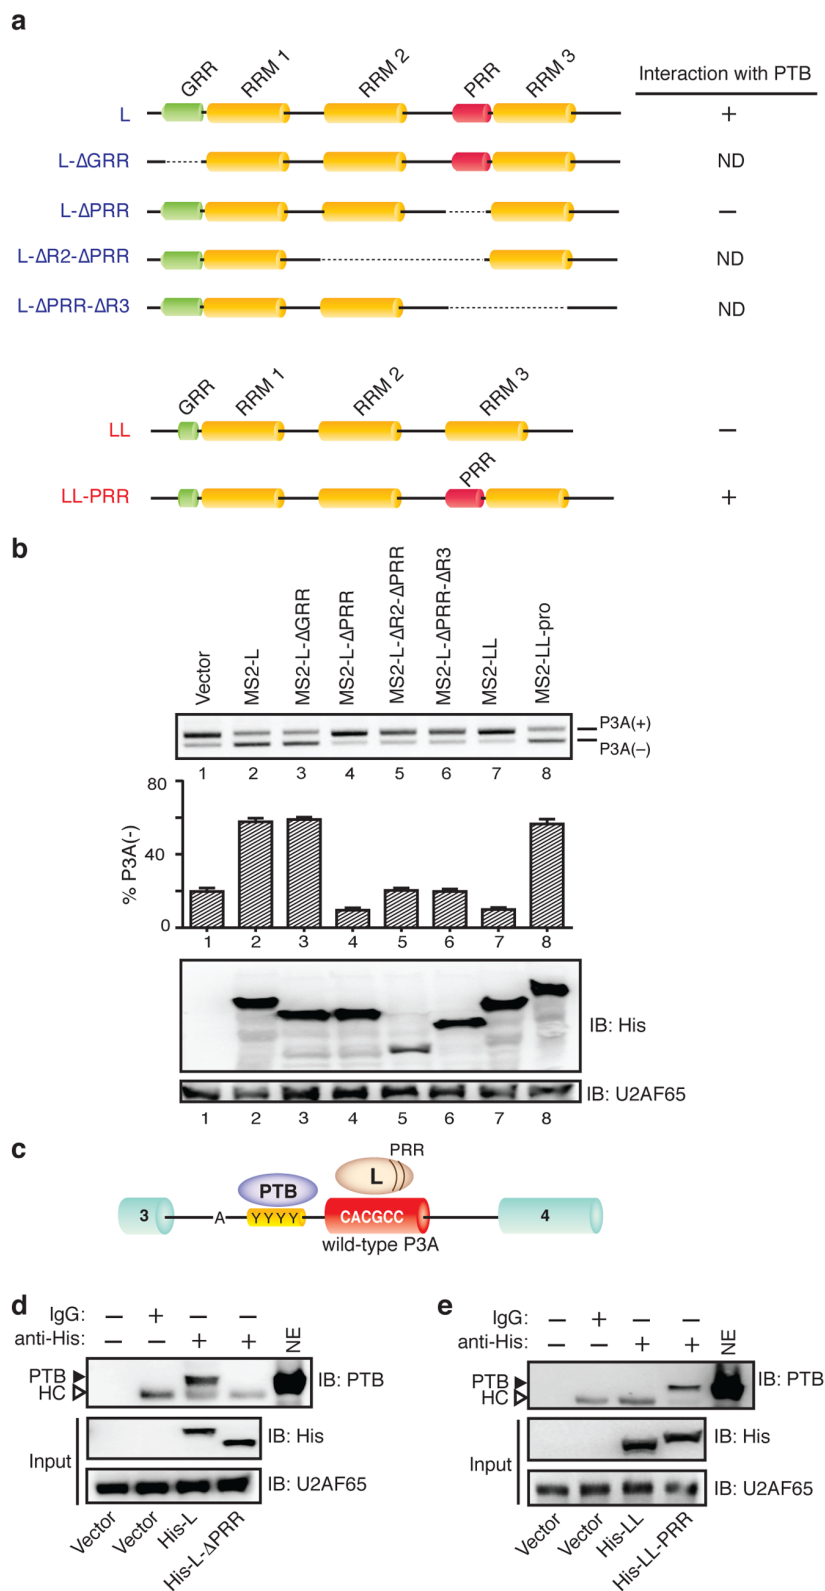 a
GRR RRM 1 RRM 2 PRR RRM 3
Interaction with PTB
L +
L-ΔGRR ND
L-ΔPRR –
L-ΔR2-ΔPRR ND
L-ΔPRR-ΔR3 ND
GRR RRM 1 RRM 2 RRM 3
LL –
PRR
LL-PRR +
b
Vector MS2-L MS2-L-ΔGRR MS2-L-ΔPRR MS2-L-ΔR2-ΔPRR MS2-L-ΔPRR-ΔR3 MS2-LL MS2-LL-pro
P3A(+)
P3A(–)
1 2 3 4 5 6 7 8
% P3A(-)
80
40
0
1 2 3 4 5 6 7 8
IB: His
IB: U2AF65
1 2 3 4 5 6 7 8
c
PRR
L
PTB
3 A YYYY CACGCC 4
wild-type P3A
d
IgG: – + – –
anti-His: – – + + NE
PTB
HC
IB: PTB
Input
IB: His
IB: U2AF65
Vector Vector His-L His-L-ΔPRR
e
IgG: – + – –
anti-His: – – + + NE
PTB
HC
IB: PTB
Input
IB: His
IB: U2AF65
Vector Vector His-LL His-LL-PRR